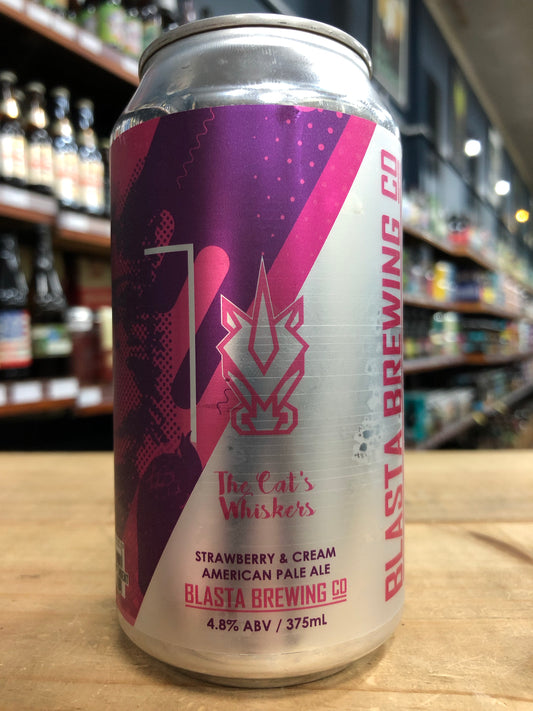 The Cat's
Whiskers
STRAWBERRY & CREAM
AMERICAN PALE ALE
BLASTA BREWING CO
4.8% ABV / 375mL
BLASTA BREWING CO